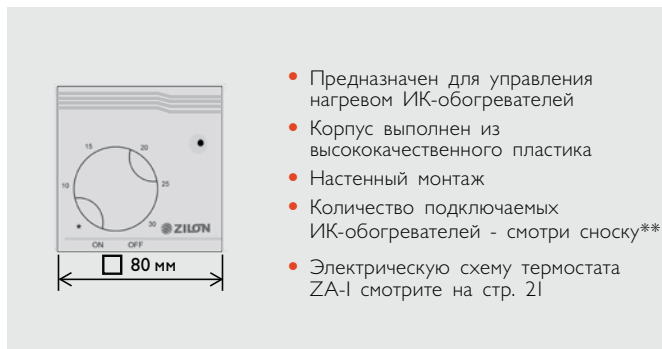 15
20
10
25
*
30
ZILON
ON OFF
80 мм
• Предназначен для управления
нагревом ИК-обогревателей
• Корпус выполнен из
высококачественного пластика
• Настенный монтаж
• Количество подключаемых
ИК-обогревателей - смотри сноску**
• Электрическую схему термостата
ZA-1 смотрите на стр. 21